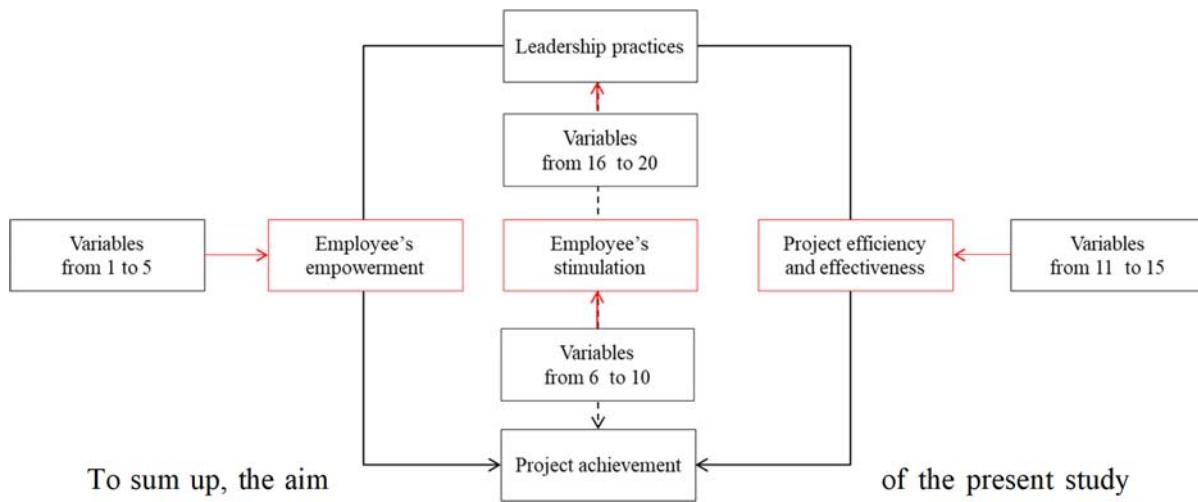 Leadership practices
Variables
from 16 to 20
Variables
from 1 to 5
Employee's
empowerment
Employee's
stimulation
Project efficiency
and effectiveness
Variables
from 11 to 15
Variables
from 6 to 10
Project achievement
To sum up, the aim
of the present study